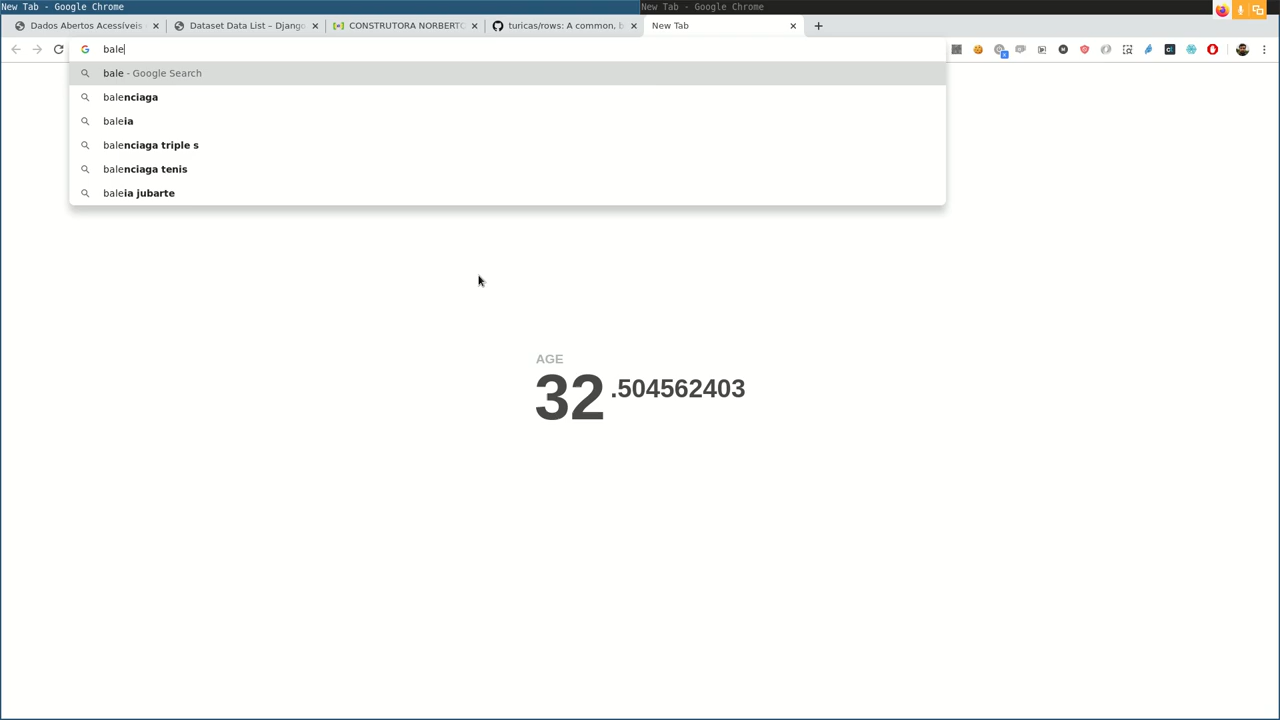 New Tab - Google Chrome
New Tab - Google Chrome
Dados Abertos Acessíveis
Dataset Data List – Django
CONSTRUTORA NORBERTO
turicas/rows: A common, b
New Tab
bale
bale - Google Search
balenciaga
baleia
balenciaga triple s
balenciaga tenis
baleia jubarte
AGE
32.504562403